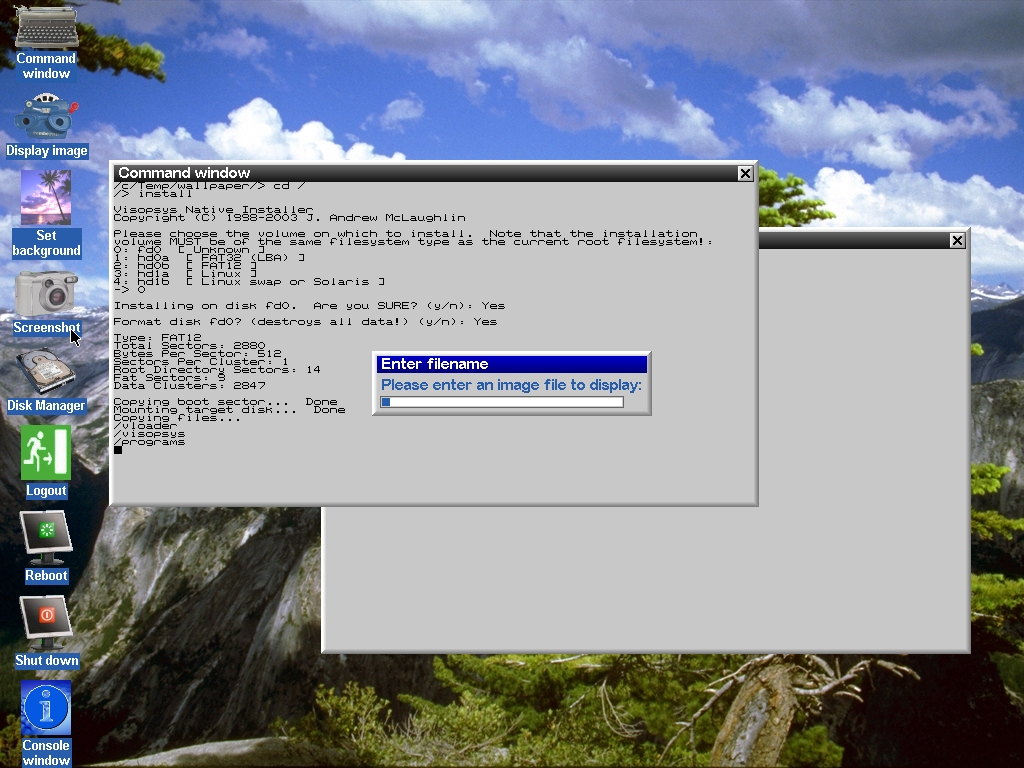 Command
window
Display image
Set
background
Screenshot
Disk Manager
Logout
Reboot
Shut down
Console
window
Command window
/c/Temp/wallpaper/> cd /
/> install
Visopsys Native Installer
Copyright (C) 1998-2003 J. Andrew McLaughlin
Please choose the volume on which to install.  Note that the installation
volume MUST be of the same filesystem type as the current root filesystem!:
0: fd0  [ Unknown ]
1: hd0a  [ FAT32 (LBA) ]
2: hd0b  [ FAT12 ]
3: hd1a  [ Linux ]
4: hd1b  [ Linux swap or Solaris ]
-> 0
Installing on disk fd0.  Are you SURE? (y/n): Yes
Format disk fd0? (destroys all data!) (y/n): Yes
Type: FAT12
Total Sectors: 2880
Bytes Per Sector: 512
Sectors Per Cluster: 1
Root Directory Sectors: 14
Fat Sectors: 9
Data Clusters: 2847
Copying boot sector...  Done
Mounting target disk...  Done
Copying files...
/vloader
/visopsys
/programs
Enter filename
Please enter an image file to display: